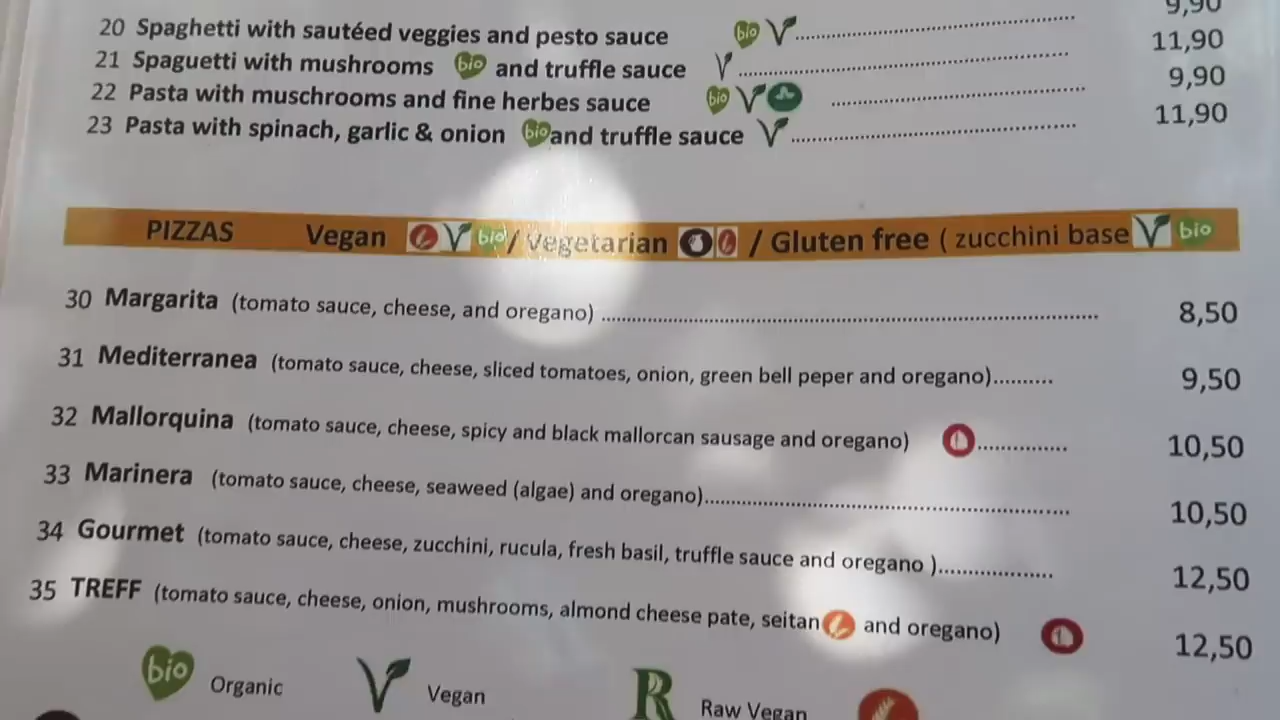 9,90
20 Spaghetti with sautéed veggies and pesto sauce bio V 11,90
21 Spaguetti with mushrooms bio and truffle sauce V 9,90
22 Pasta with muschrooms and fine herbes sauce bio V 11,90
23 Pasta with spinach, garlic & onion bio and truffle sauce V
PIZZAS Vegan V bio / Vegetarian / Gluten free ( zucchini base V bio
30 Margarita (tomato sauce, cheese, and oregano) 8,50
31 Mediterranea (tomato sauce, cheese, sliced tomatoes, onion, green bell peper and oregano) 9,50
32 Mallorquina (tomato sauce, cheese, spicy and black mallorcan sausage and oregano) 10,50
33 Marinera (tomato sauce, cheese, seaweed (algae) and oregano) 10,50
34 Gourmet (tomato sauce, cheese, zucchini, rucula, fresh basil, truffle sauce and oregano ) 12,50
35 TREFF (tomato sauce, cheese, onion, mushrooms, almond cheese pate, seitan and oregano) 12,50
bio Organic V Vegan R Raw Vegan